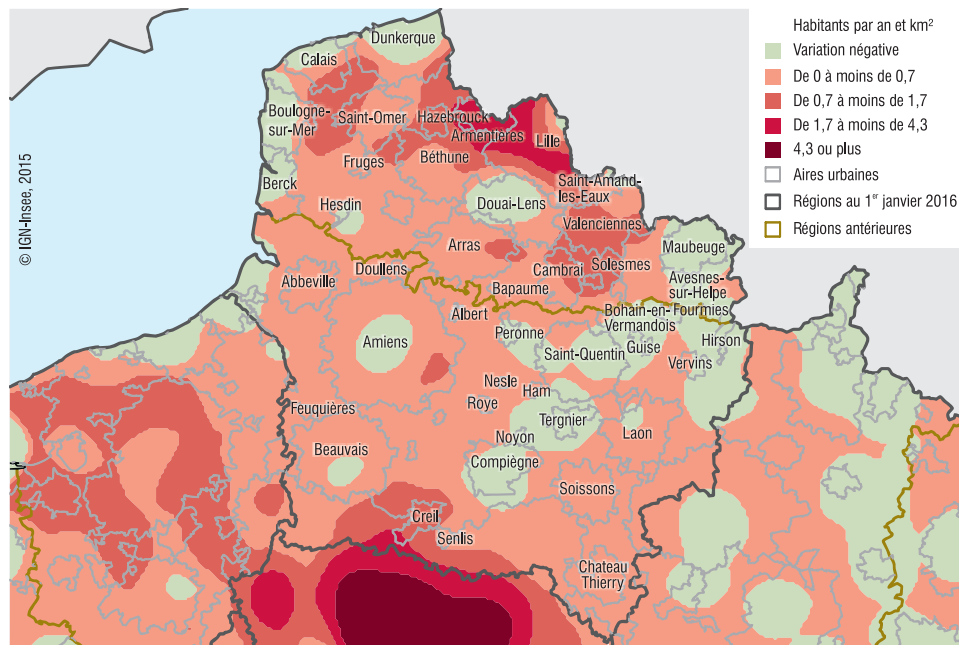 Habitants par an et km²
Variation négative
De 0 à moins de 0,7
De 0,7 à moins de 1,7
De 1,7 à moins de 4,3
4,3 ou plus
Aires urbaines
Régions au 1er janvier 2016
Régions antérieures
© IGN-Insee, 2015
Dunkerque
Calais
Boulogne-
sur-Mer
Saint-Omer
Hazebrouck
Armentières
Lille
Fruges
Béthune
Berck
Hesdin
Douai-Lens
Saint-Amand-
les-Eaux
Valenciennes
Maubeuge
Arras
Cambrai
Solesmes
Avesnes-
sur-Helpe
Abbeville
Doullens
Bapaume
Albert
Bohain-en-
Vermandois
Fourmies
Amiens
Peronne
Saint-Quentin
Guise
Hirson
Vervins
Nesle
Ham
Roye
Tergnier
Feuquières
Laon
Beauvais
Noyon
Compiègne
Soissons
Creil
Senlis
Chateau
Thierry